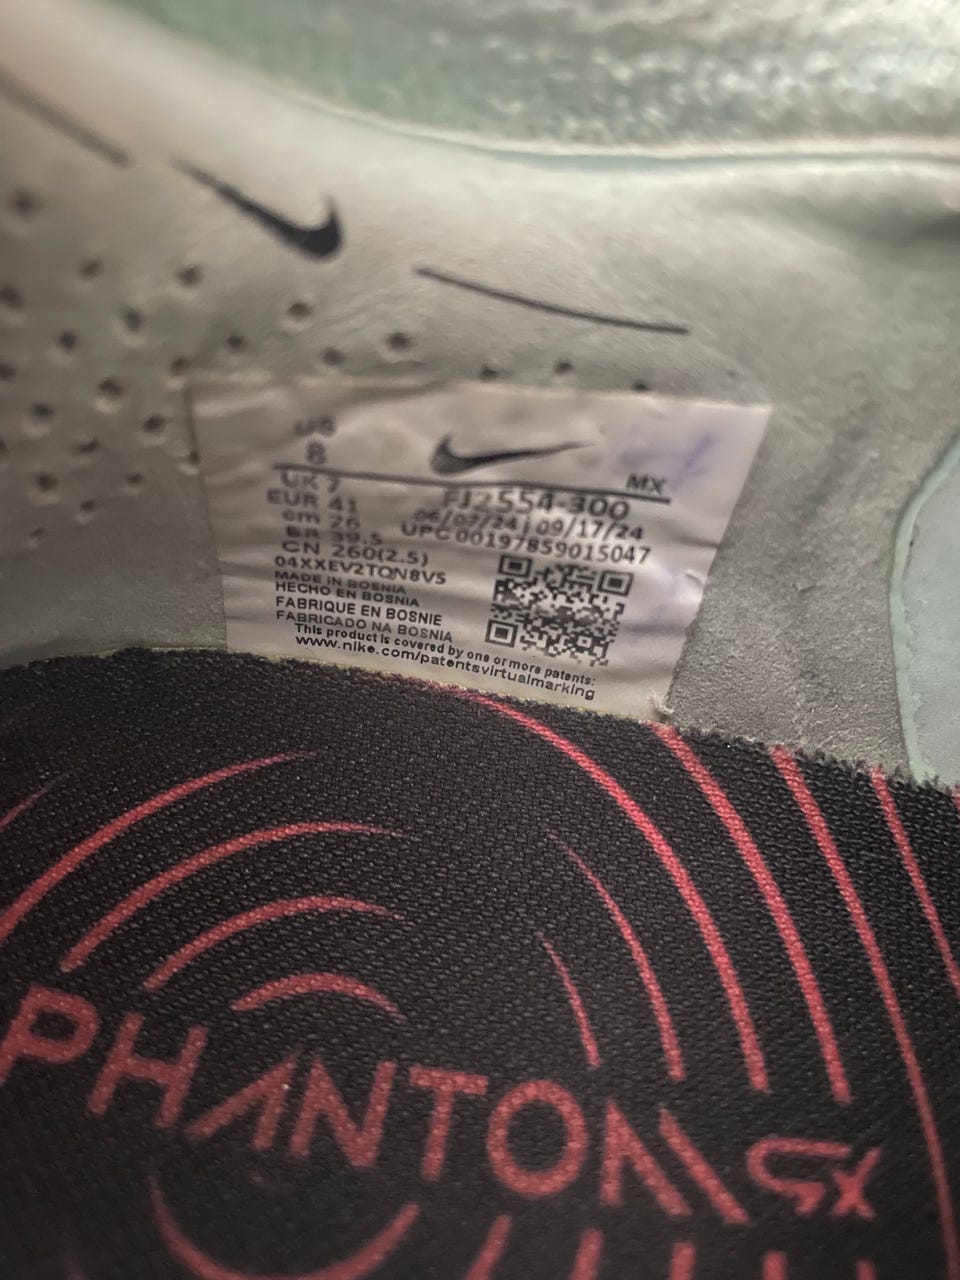 US
8
UK 7
EUR 41
cm 26
BR 39.5
CN 260(2.5)
04XXEV2TQN8VS
MX
FJ2554-300
06/07/24 | 09/17/24
UPC 00197859015047
MADE IN BOSNIA
HECHO EN BOSNIA
FABRIQUE EN BOSNIE
FABRICADO NA BOSNIA
This product is covered by one or more patents:
www.nike.com/patentsvirtualmarking
PHANTOM GX